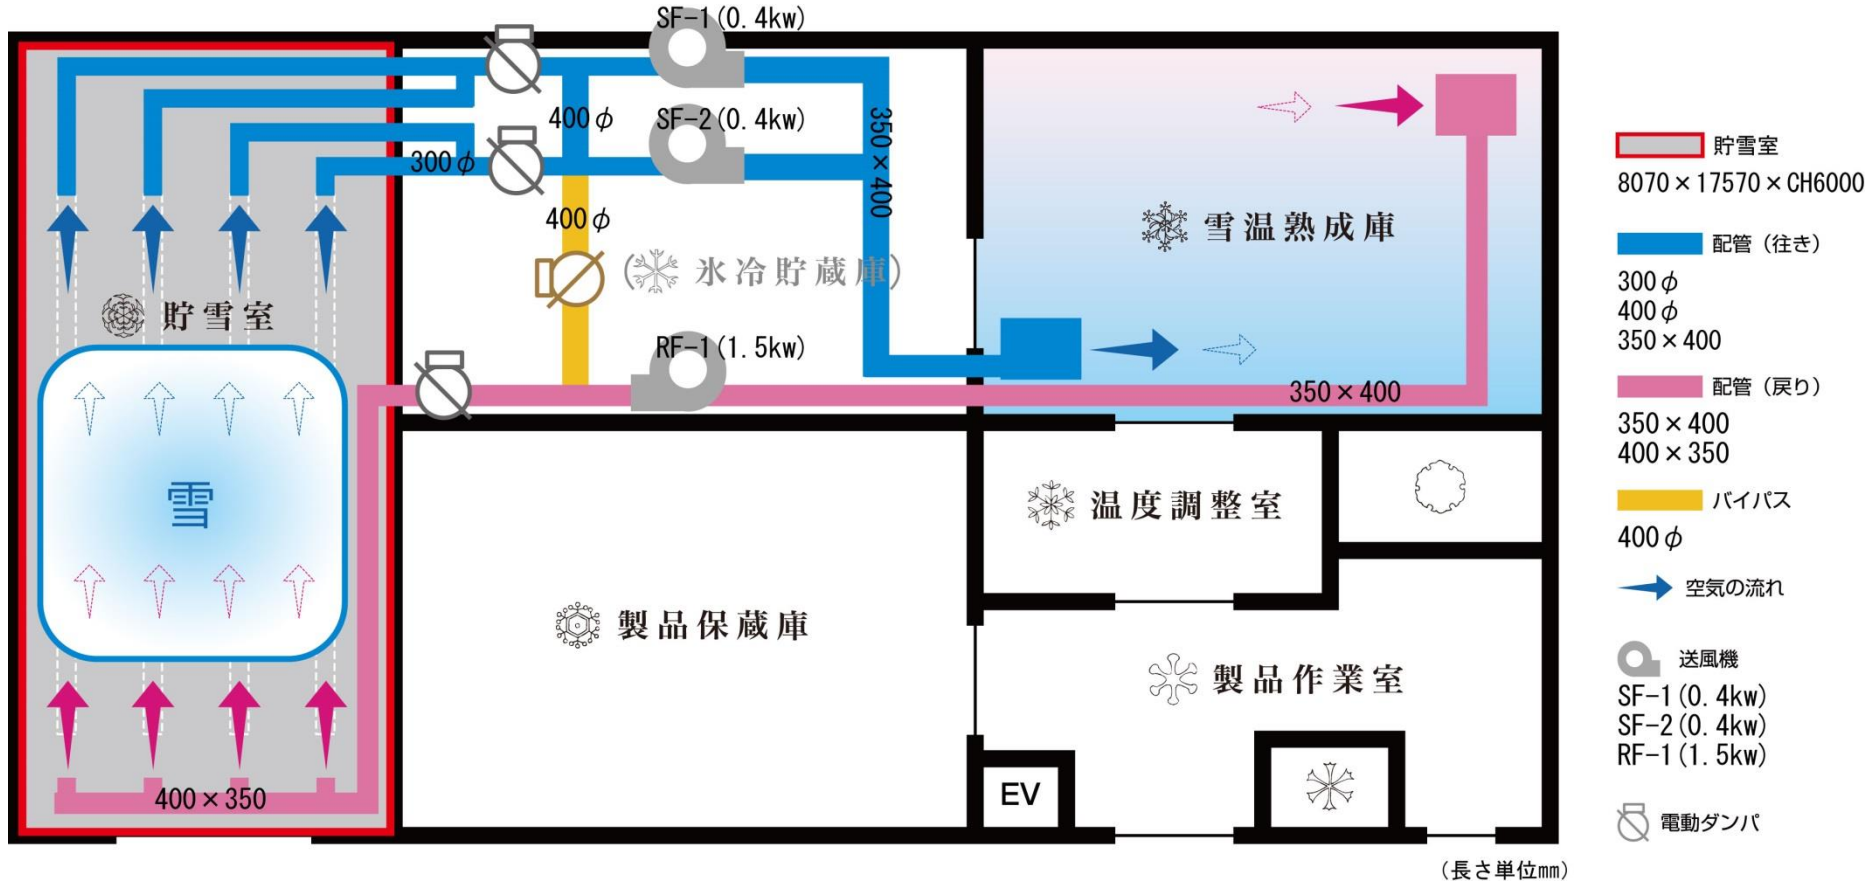 SF-1(0.4kw)
400φ
SF-2(0.4kw)
300φ
350×400
400φ
(氷冷貯蔵庫)
雪温熟成庫
貯雪室
RF-1(1.5kw)
350×400
雪
温度調整室
製品保蔵庫
製品作業室
400×350
EV
貯雪室
8070×17570×CH6000
配管（往き）
300φ
400φ
350×400
配管（戻り）
350×400
400×350
バイパス
400φ
空気の流れ
送風機
SF-1(0.4kw)
SF-2(0.4kw)
RF-1(1.5kw)
電動ダンパ
(長さ単位㎜)